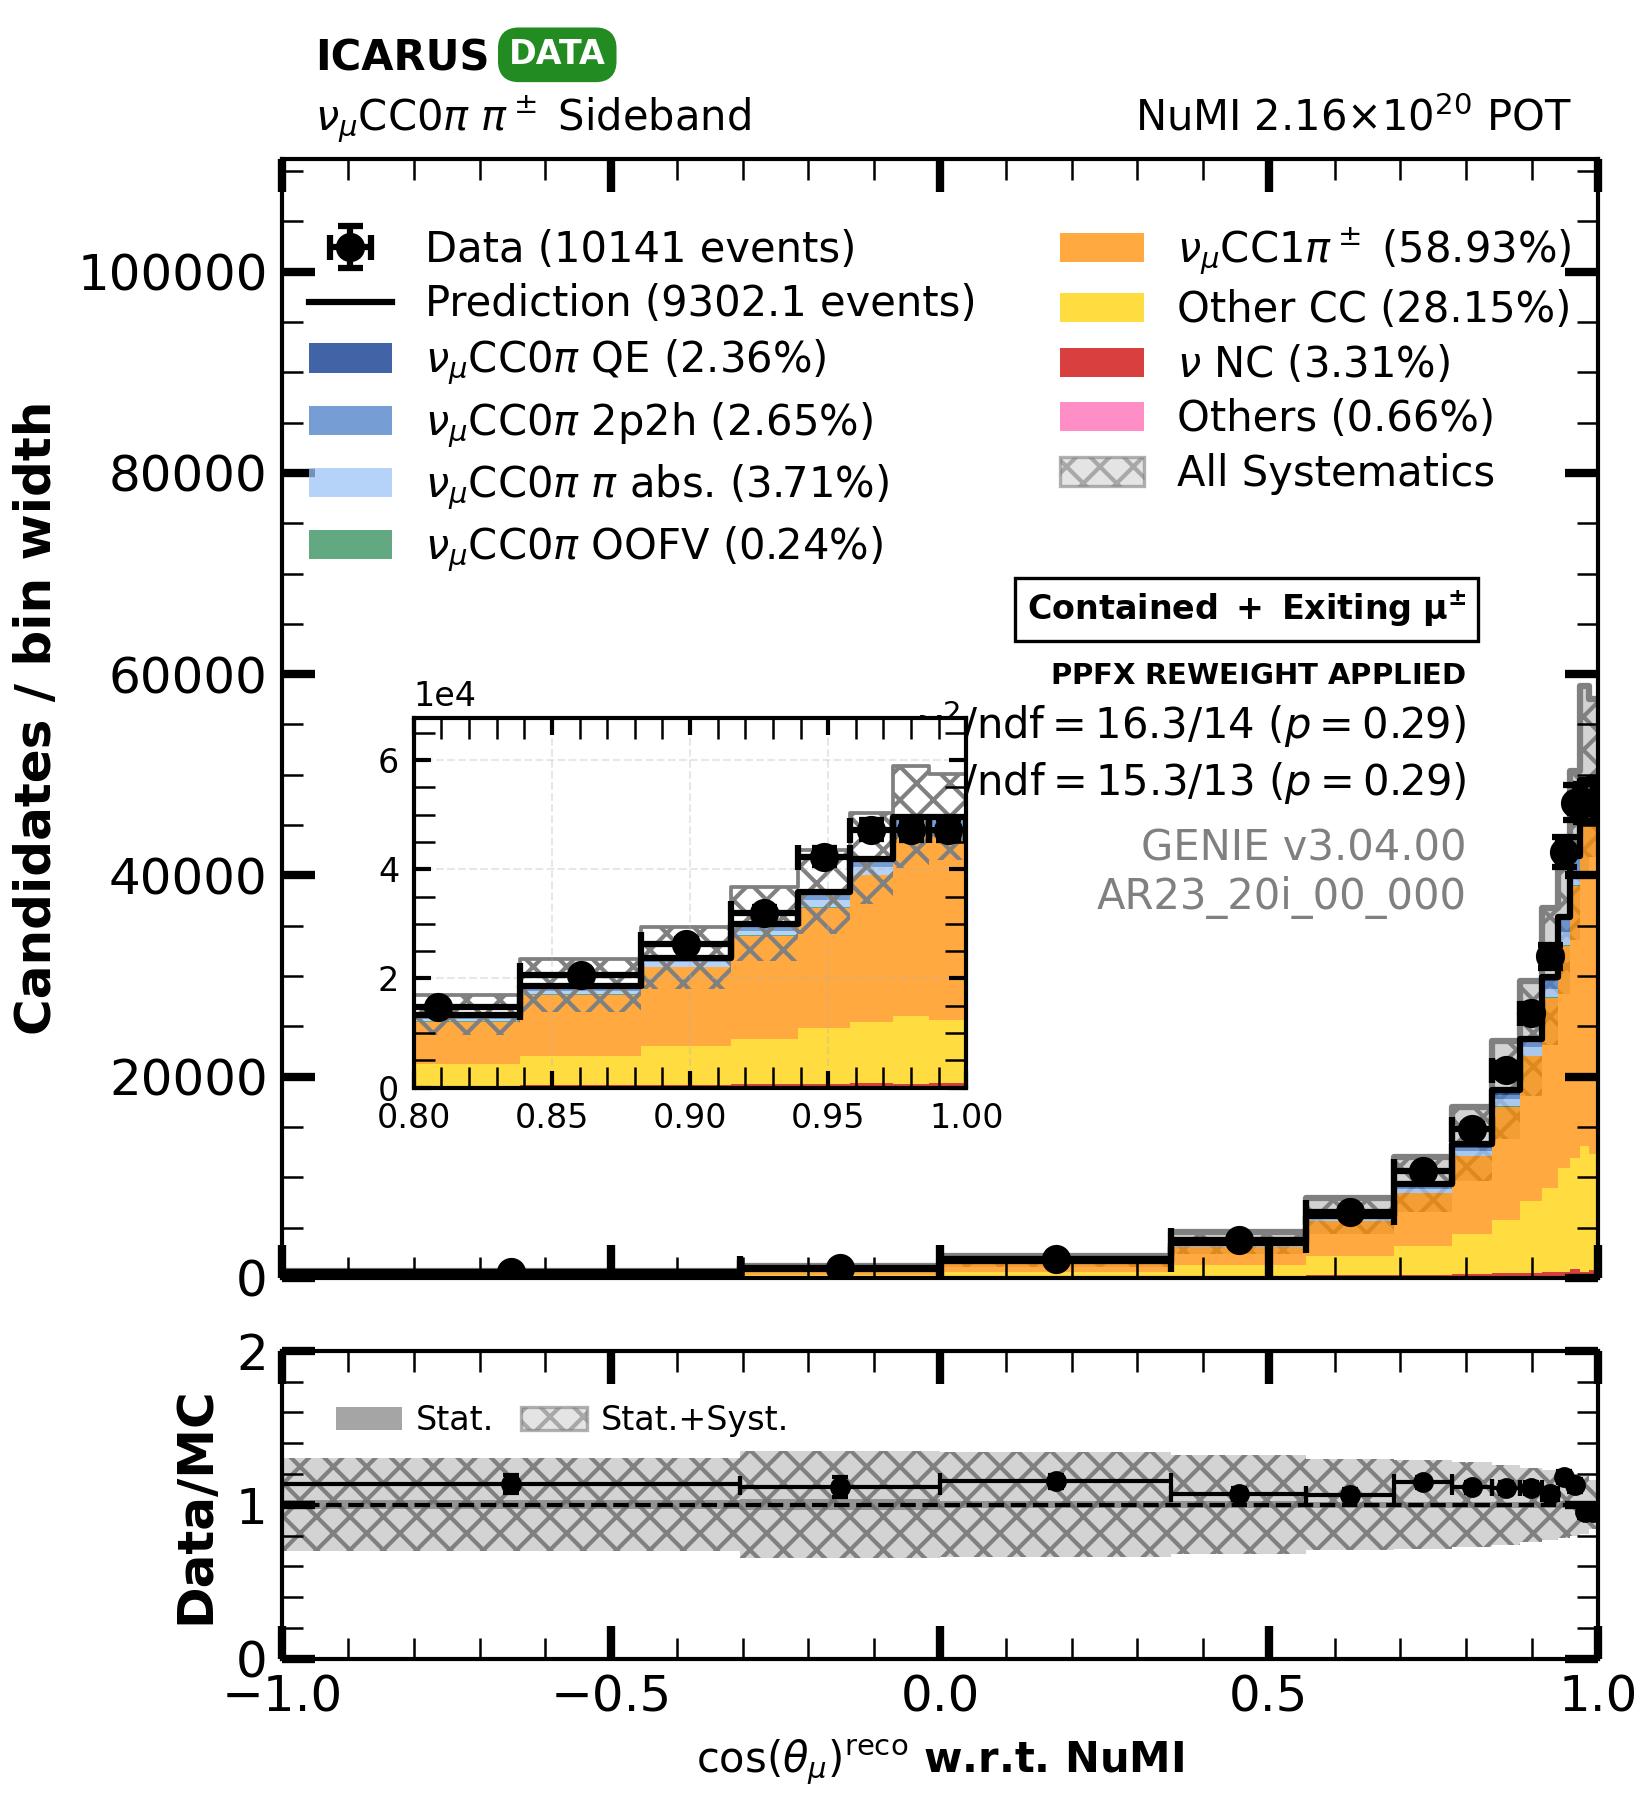 ICARUS DATA
νμCC0π π± Sideband
NuMI 2.16×10²⁰ POT
Candidates / bin width
100000
80000
60000
40000
20000
0
Data (10141 events)
Prediction (9302.1 events)
νμCC0π QE (2.36%)
νμCC0π 2p2h (2.65%)
νμCC0π π abs. (3.71%)
νμCC0π OOFV (0.24%)
νμCC1π± (58.93%)
Other CC (28.15%)
ν NC (3.31%)
Others (0.66%)
All Systematics
Contained + Exiting μ±
PPFX REWEIGHT APPLIED
/ndf = 16.3/14 (p = 0.29)
/ndf = 15.3/13 (p = 0.29)
GENIE v3.04.00
AR23_20i_00_000
1e4
6
4
2
0
0.80 0.85 0.90 0.95 1.00
Data/MC
2
1
0
Stat. Stat.+Syst.
−1.0 −0.5 0.0 0.5 1.0
cos(θμ)ʳᵉᶜᵒ w.r.t. NuMI